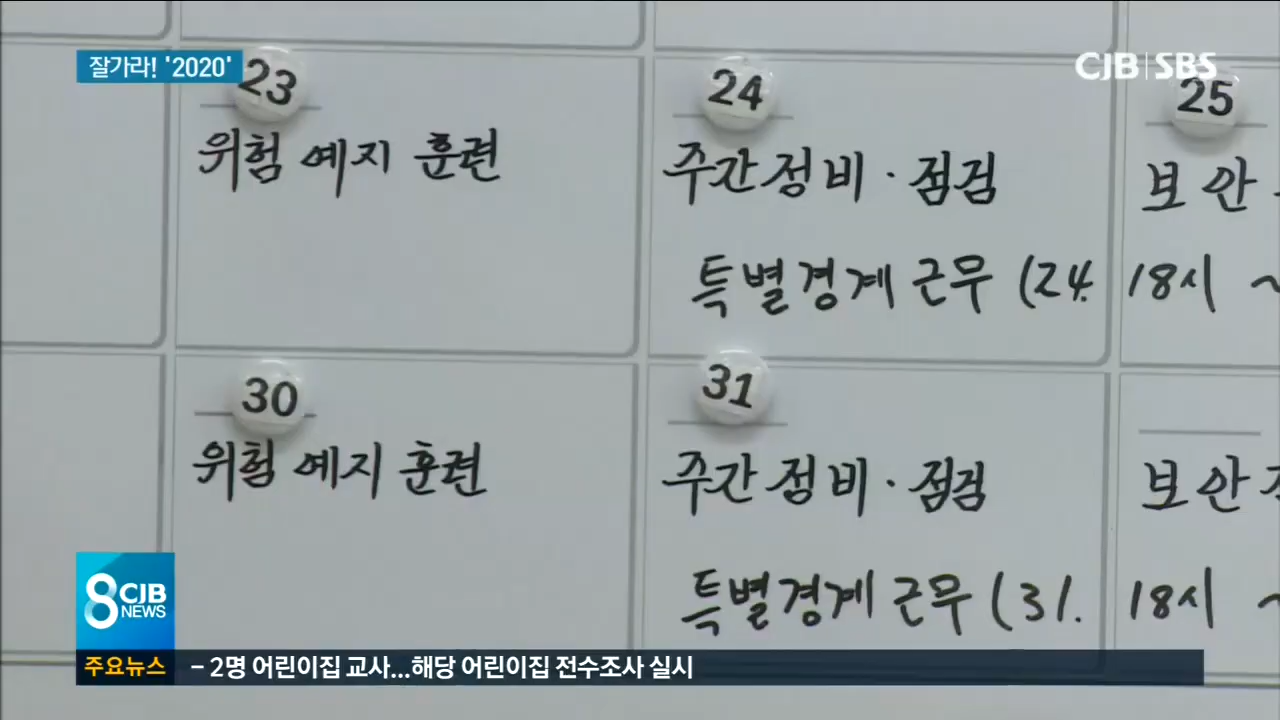 잘가라! '2020'
CJB SBS
23
24
25
위험 예지 훈련
주간정비·점검
보안
특별경계 근무 (24. 18시 ~
30
31
위험 예지 훈련
주간정비·점검
보안
특별경계 근무 (31. 18시 ~
8 CJB
NEWS
주요뉴스 - 2명 어린이집 교사...해당 어린이집 전수조사 실시